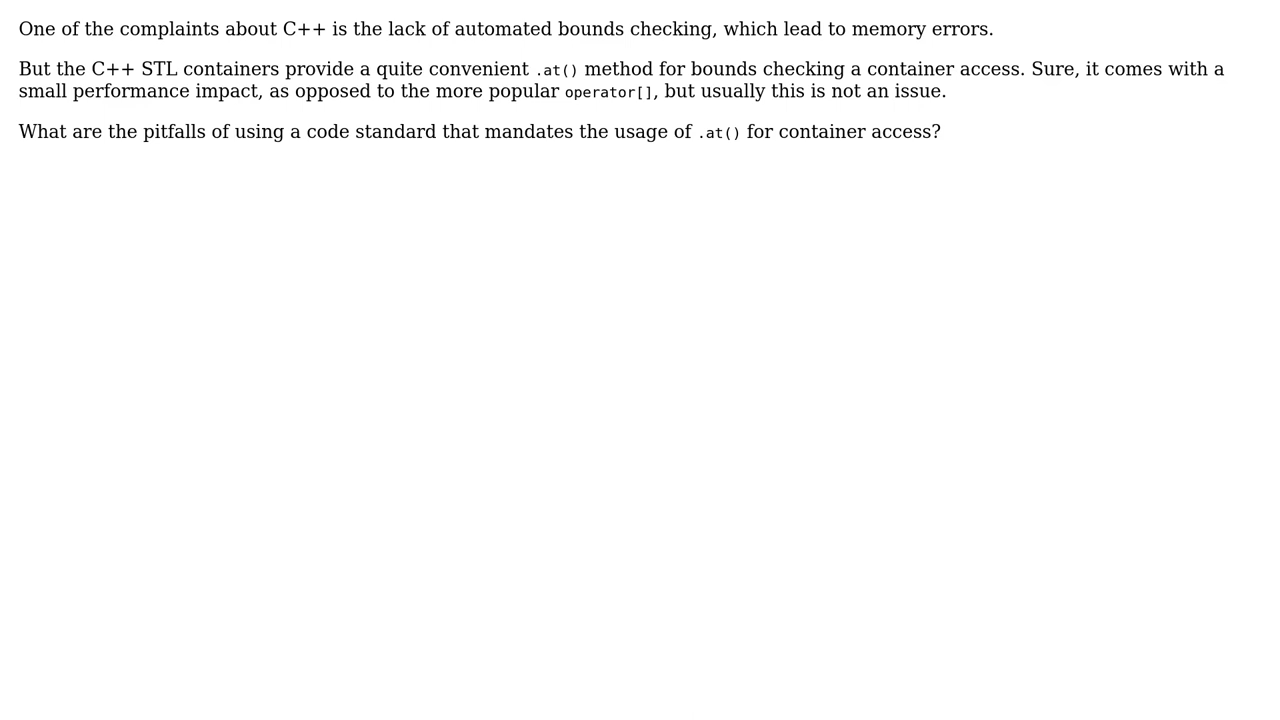 One of the complaints about C++ is the lack of automated bounds checking, which lead to memory errors.
But the C++ STL containers provide a quite convenient .at() method for bounds checking a container access. Sure, it comes with a
small performance impact, as opposed to the more popular operator[], but usually this is not an issue.
What are the pitfalls of using a code standard that mandates the usage of .at() for container access?